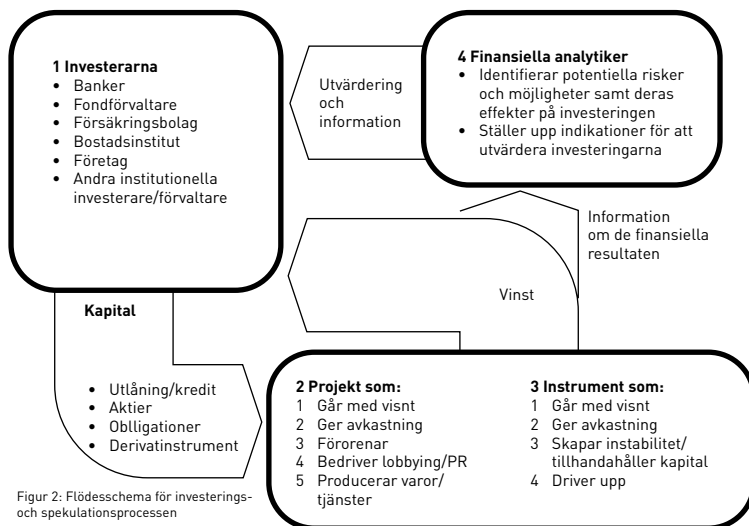 1 Investerarna
• Banker
• Fondförvaltare
• Försäkringsbolag
• Bostadsinstitut
• Företag
• Andra institutionella
investerare/förvaltare
Utvärdering
och
information
4 Finansiella analytiker
• Identifierar potentiella risker
och möjligheter samt deras
effekter på investeringen
• Ställer upp indikationer för att
utvärdera investeringarna
Information
om de finansiella
resultaten
Vinst
Kapital
• Utlåning/kredit
• Aktier
• Oblligationer
• Derivatinstrument
2 Projekt som:
1 Går med visnt
2 Ger avkastning
3 Förorenar
4 Bedriver lobbying/PR
5 Producerar varor/
tjänster
3 Instrument som:
1 Går med visnt
2 Ger avkastning
3 Skapar instabilitet/
tillhandahåller kapital
4 Driver upp
Figur 2: Flödesschema för investerings-
och spekulationsprocessen